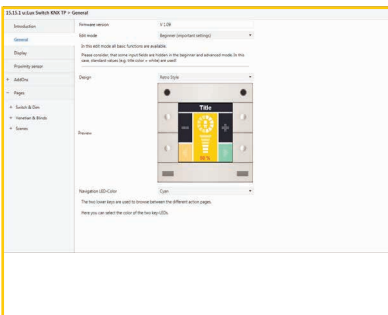 15.15.1 u::Lux Switch KNX TP > General
Introduction
General
Display
Proximity sensor
+ AddOns
- Pages
+ Switch & Dim
+ Venetian & Blinds
+ Scenes
Firmware version
V 1.06
Edit mode
Beginner (important settings)
In this edit mode all basic functions are available.
Please consider, that some input fields are hidden in the beginner and advanced mode (in this case, standard values (e.g. title color = white) are used!)
Design
Retro Style
Preview
Title
50 %
Navigation LED-Color
Cyan
The two lower keys are used to browse between the different action pages.
Here you can select the color of the two key-LEDs.